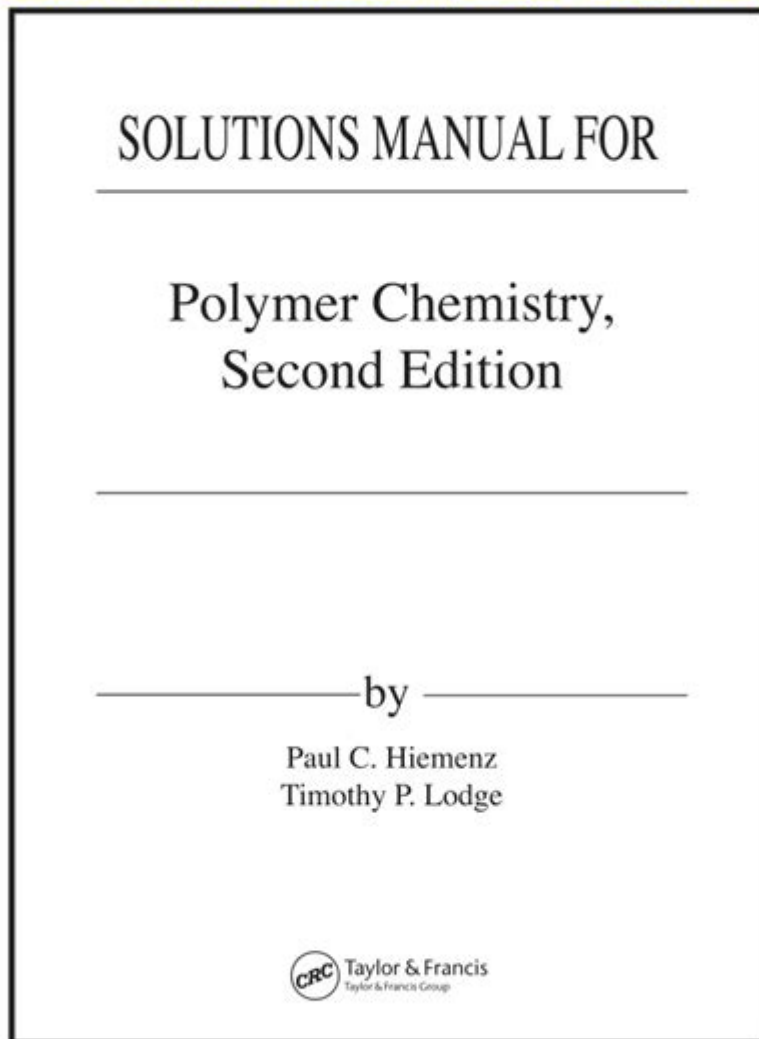 SOLUTIONS MANUAL FOR
Polymer Chemistry,
Second Edition
by
Paul C. Hiemenz
Timothy P. Lodge
CRC
Taylor & Francis
Taylor & Francis Group